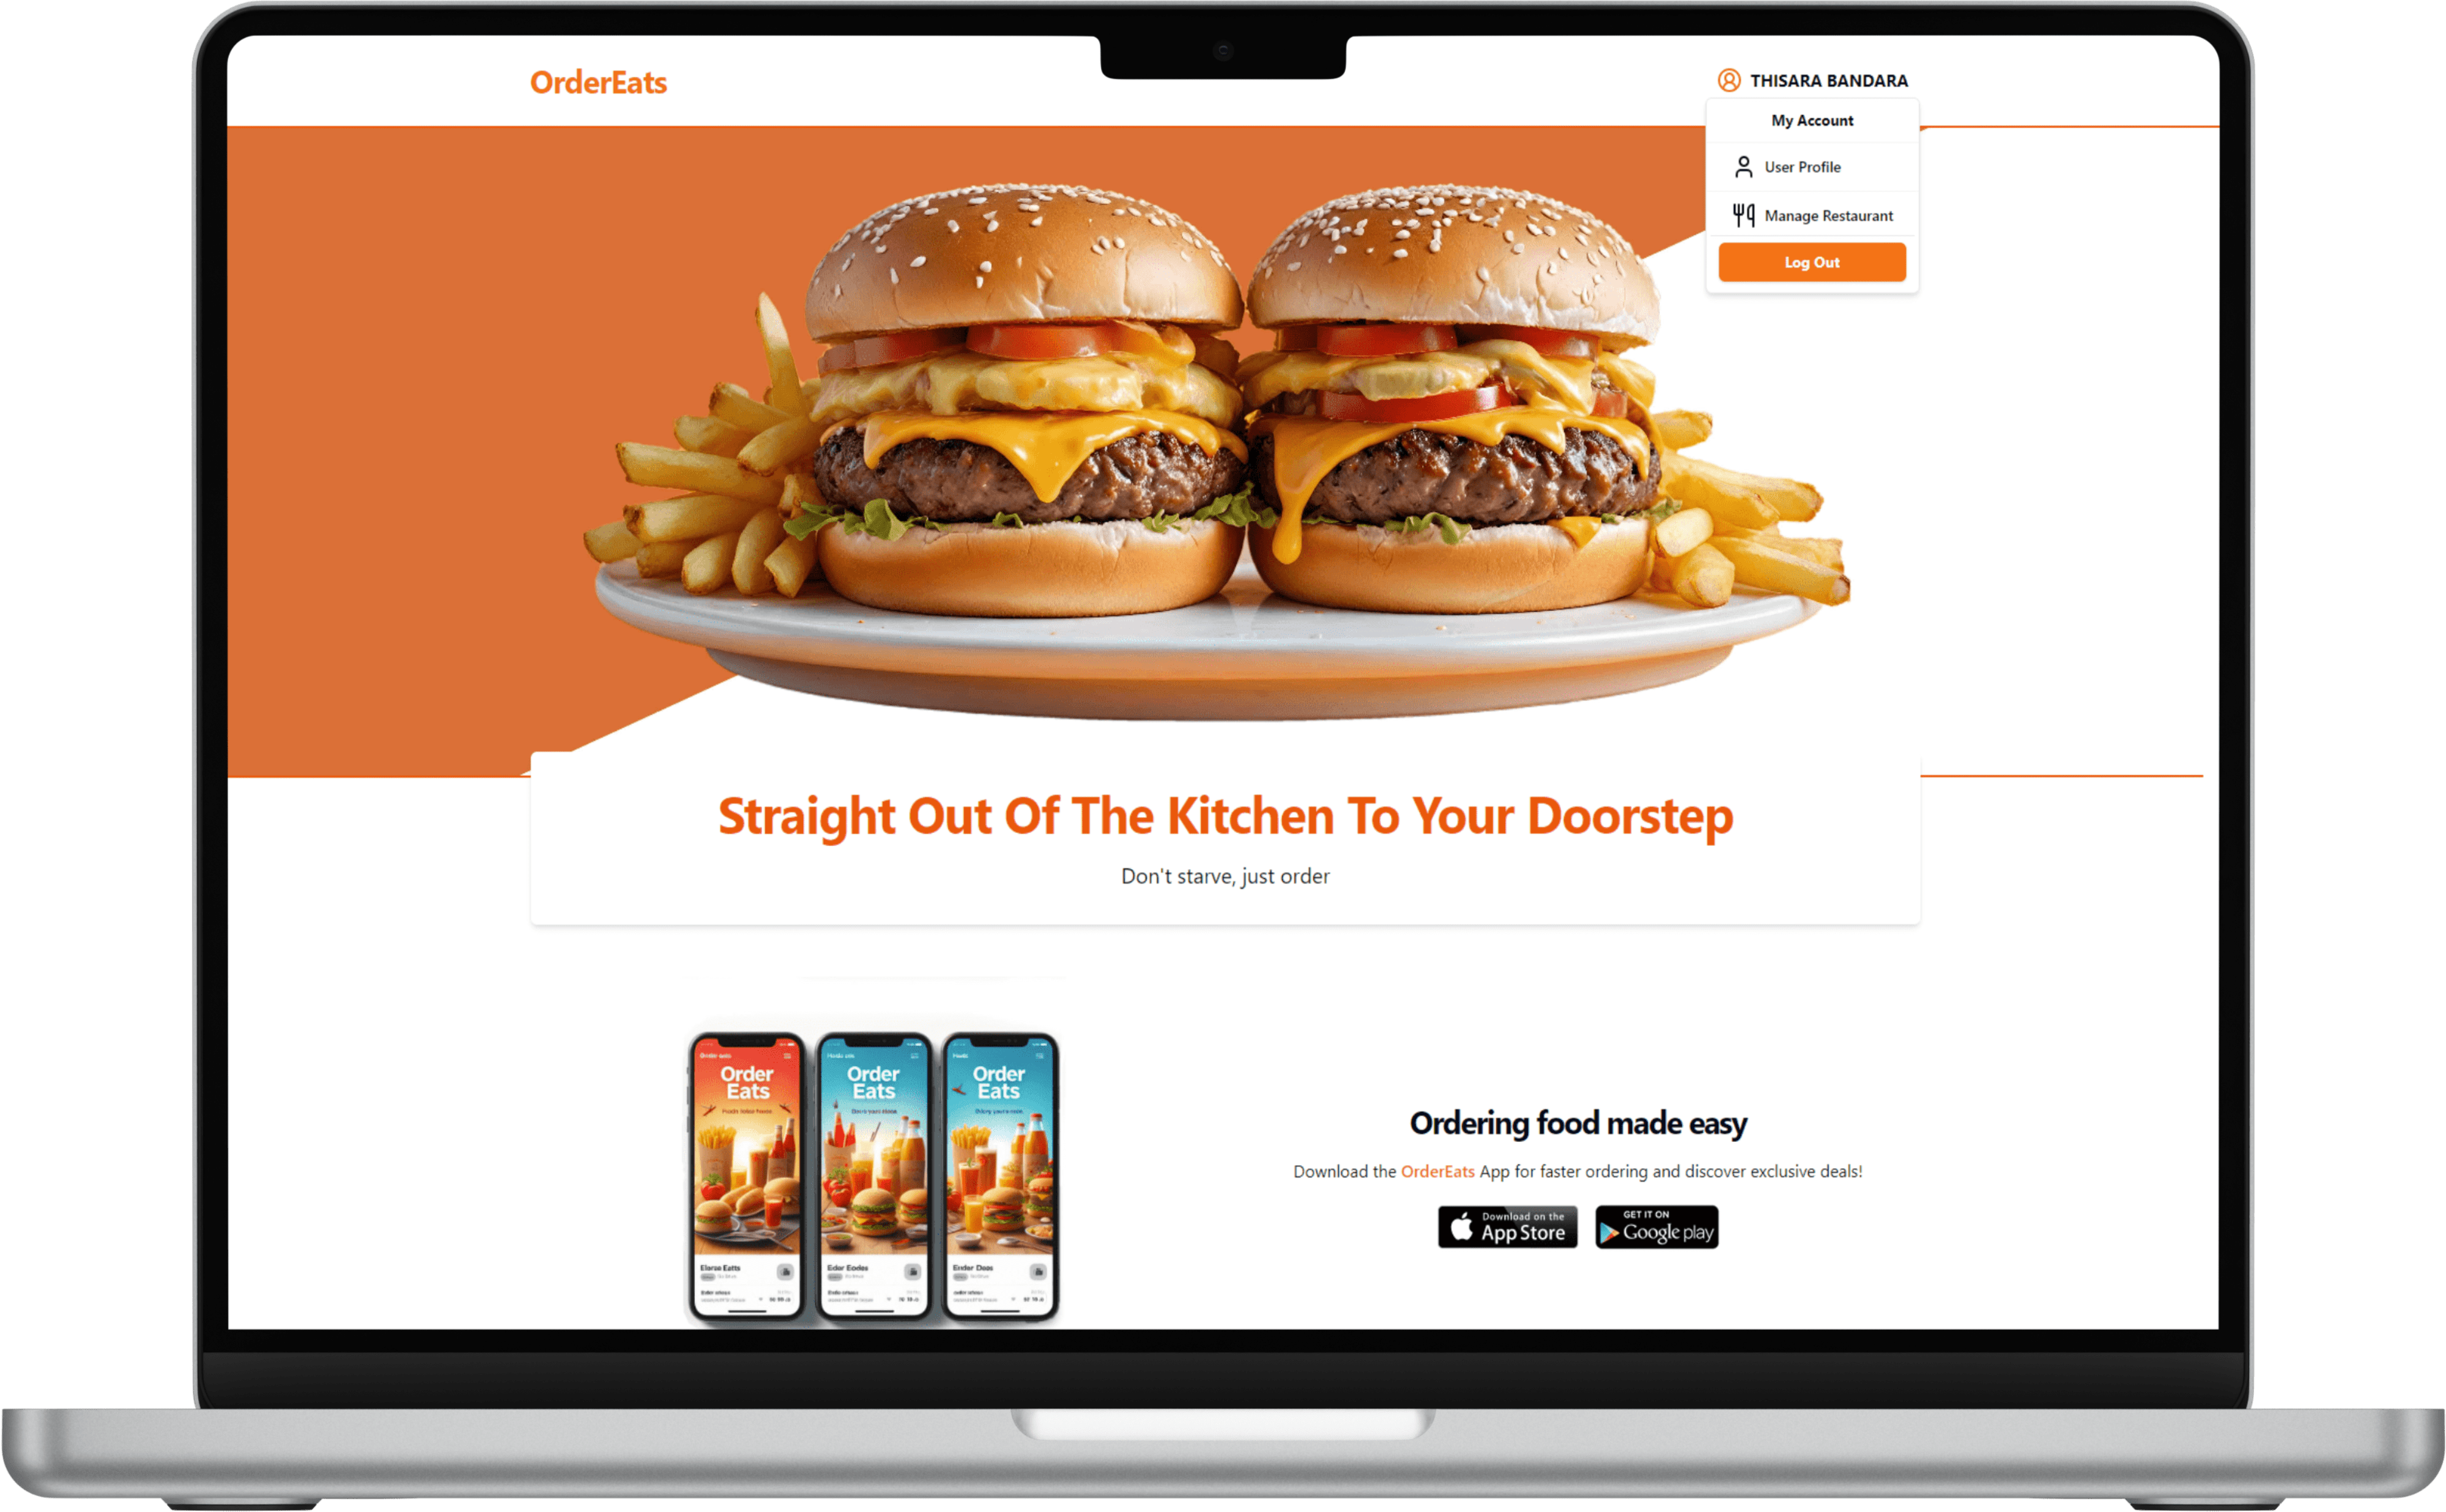 OrderEats
THISARA BANDARA
My Account
User Profile
Manage Restaurant
Log Out
Straight Out Of The Kitchen To Your Doorstep
Don't starve, just order
Order
Eats
Order
Eats
Order
Eats
Ordering food made easy
Download the OrderEats App for faster ordering and discover exclusive deals!
Download on the
App Store
GET IT ON
Google play